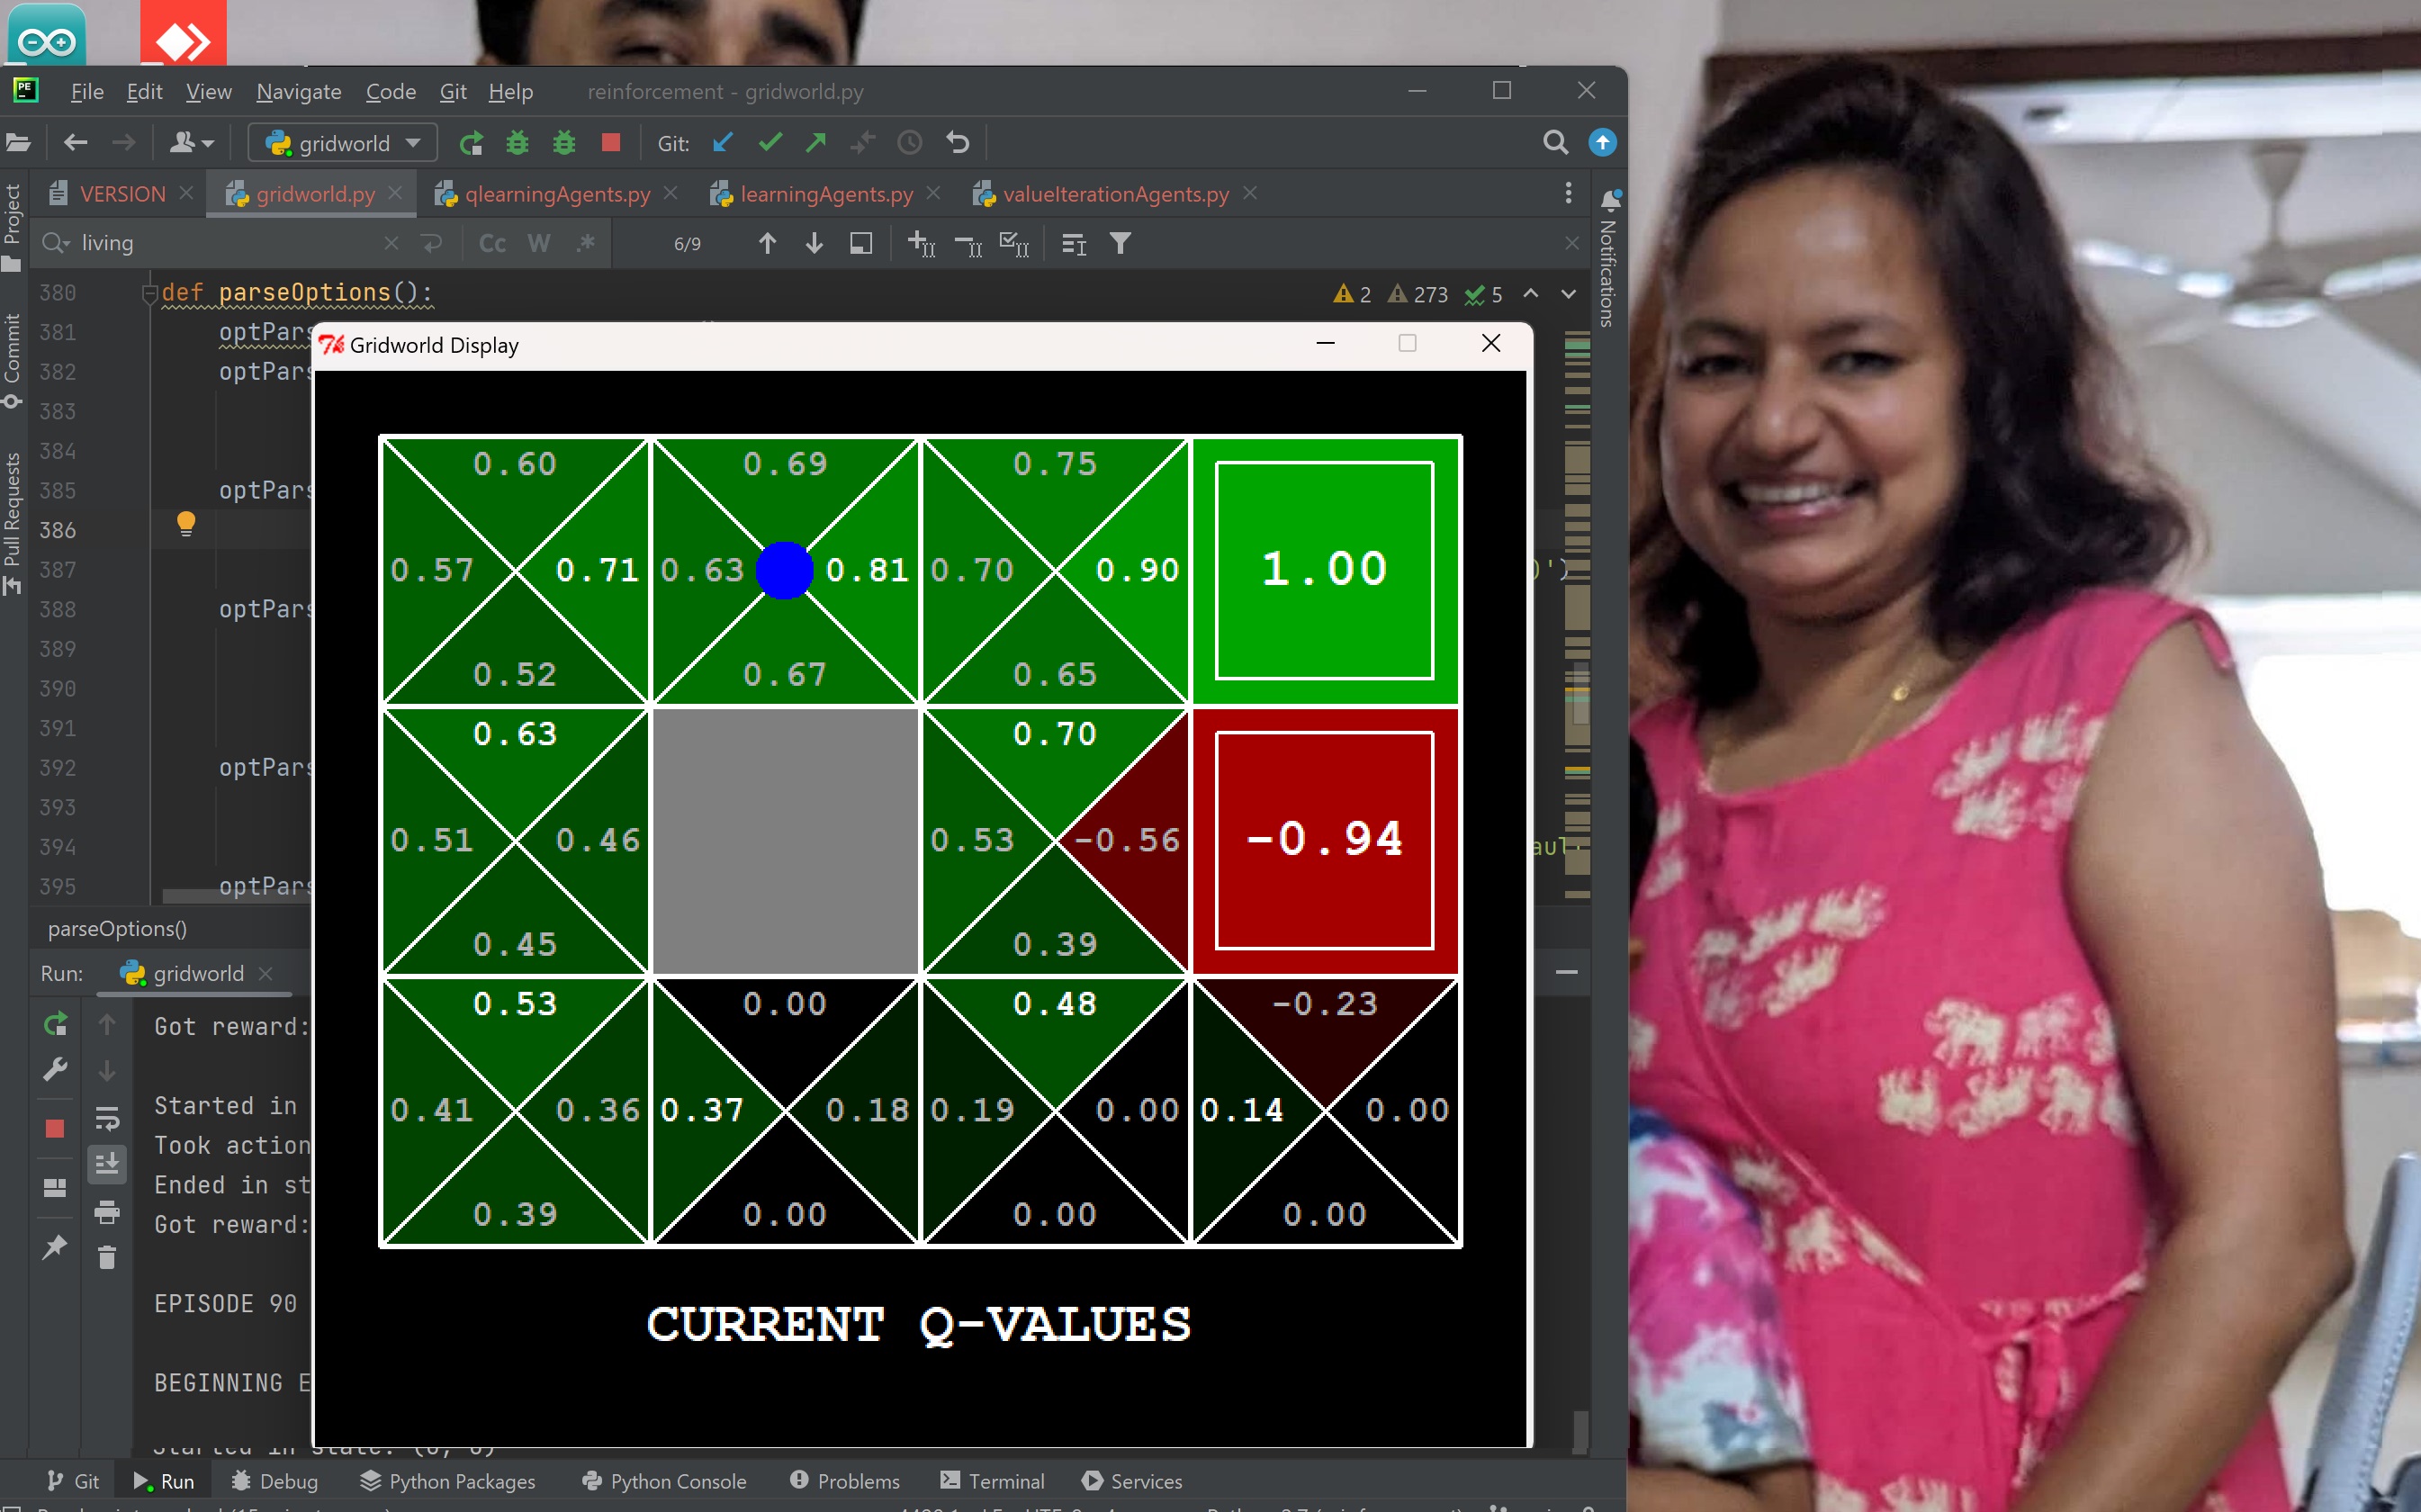 PE File Edit View Navigate Code Git Help reinforcement - gridworld.py
gridworld Git:
VERSION gridworld.py qlearningAgents.py learningAgents.py valueIterationAgents.py
living Cc W .* 6/9
Project
Commit
Pull Requests
Notifications
380 def parseOptions(): 2 273 5
381 optPars
382 optPars
383
384
385 optPars
386
387 )')
388 optPars
389
390
391
392 optPars
393
394 aul
395 optPars
Gridworld Display
0.60 0.69 0.75
0.57 0.71 0.63 0.81 0.70 0.90 1.00
0.52 0.67 0.65
0.63 0.70
0.51 0.46 0.53 -0.56 -0.94
0.45 0.39
0.53 0.00 0.48 -0.23
0.41 0.36 0.37 0.18 0.19 0.00 0.14 0.00
0.39 0.00 0.00 0.00
CURRENT Q-VALUES
parseOptions()
Run: gridworld
Got reward:
Started in
Took action
Ended in st
Got reward:
EPISODE 90
BEGINNING E
Git Run Debug Python Packages Python Console Problems Terminal Services